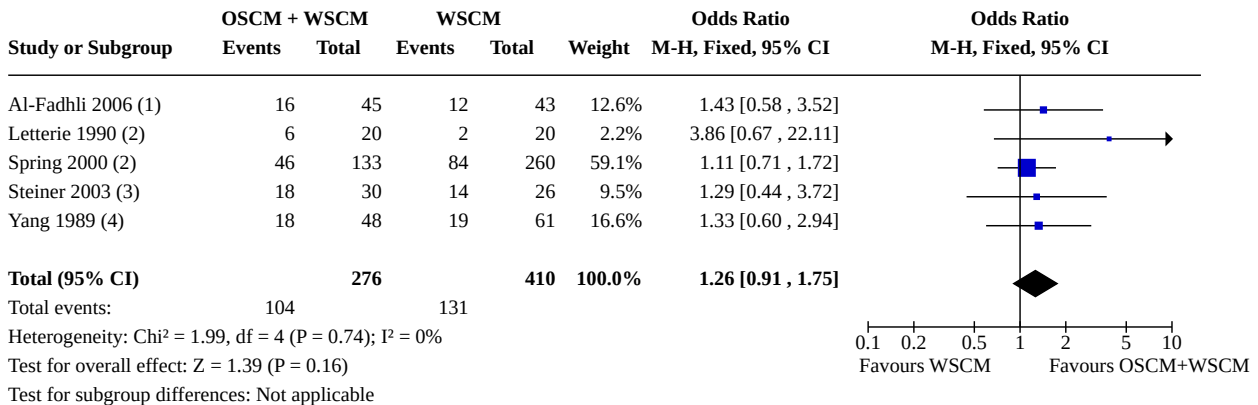 OSCM + WSCM WSCM Odds Ratio Odds Ratio
Study or Subgroup Events Total Events Total Weight M-H, Fixed, 95% CI M-H, Fixed, 95% CI
Al-Fadhli 2006 (1) 16 45 12 43 12.6% 1.43 [0.58 , 3.52]
Letterie 1990 (2) 6 20 2 20 2.2% 3.86 [0.67 , 22.11]
Spring 2000 (2) 46 133 84 260 59.1% 1.11 [0.71 , 1.72]
Steiner 2003 (3) 18 30 14 26 9.5% 1.29 [0.44 , 3.72]
Yang 1989 (4) 18 48 19 61 16.6% 1.33 [0.60 , 2.94]
Total (95% CI) 276 410 100.0% 1.26 [0.91 , 1.75]
Total events: 104 131
Heterogeneity: Chi² = 1.99, df = 4 (P = 0.74); I² = 0%
0.1 0.2 0.5 1 2 5 10
Test for overall effect: Z = 1.39 (P = 0.16) Favours WSCM Favours OSCM+WSCM
Test for subgroup differences: Not applicable